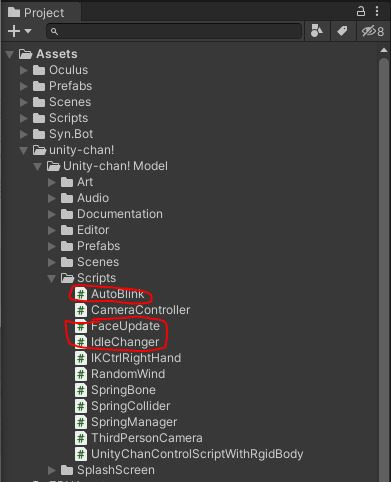 Project
8
Assets
Oculus
Prefabs
Scenes
Scripts
Syn.Bot
unity-chan!
Unity-chan! Model
Art
Audio
Documentation
Editor
Prefabs
Scenes
Scripts
# AutoBlink
# CameraController
# FaceUpdate
# IdleChanger
# IKCtrlRightHand
# RandomWind
# SpringBone
# SpringCollider
# SpringManager
# ThirdPersonCamera
# UnityChanControlScriptWithRgidBody
SplashScreen